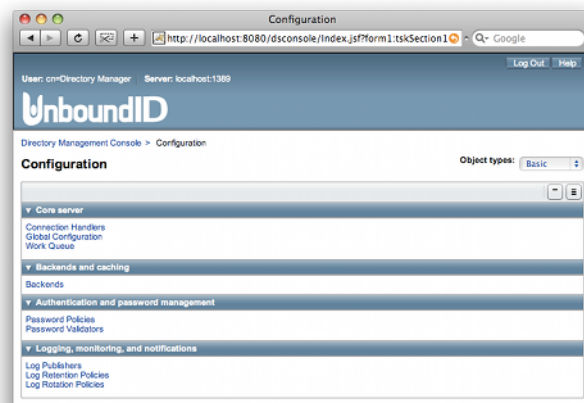 Configuration
http://localhost:8080/dsconsole/Index.jsf?form1:tskSection1
Google
Log Out Help
User: cn=Directory Manager Server: localhost:1389
UnboundID
Directory Management Console > Configuration
Configuration
Object types: Basic
Core server
Connection Handlers
Global Configuration
Work Queue
Backends and caching
Backends
Authentication and password management
Password Policies
Password Validators
Logging, monitoring, and notifications
Log Publishers
Log Retention Policies
Log Rotation Policies